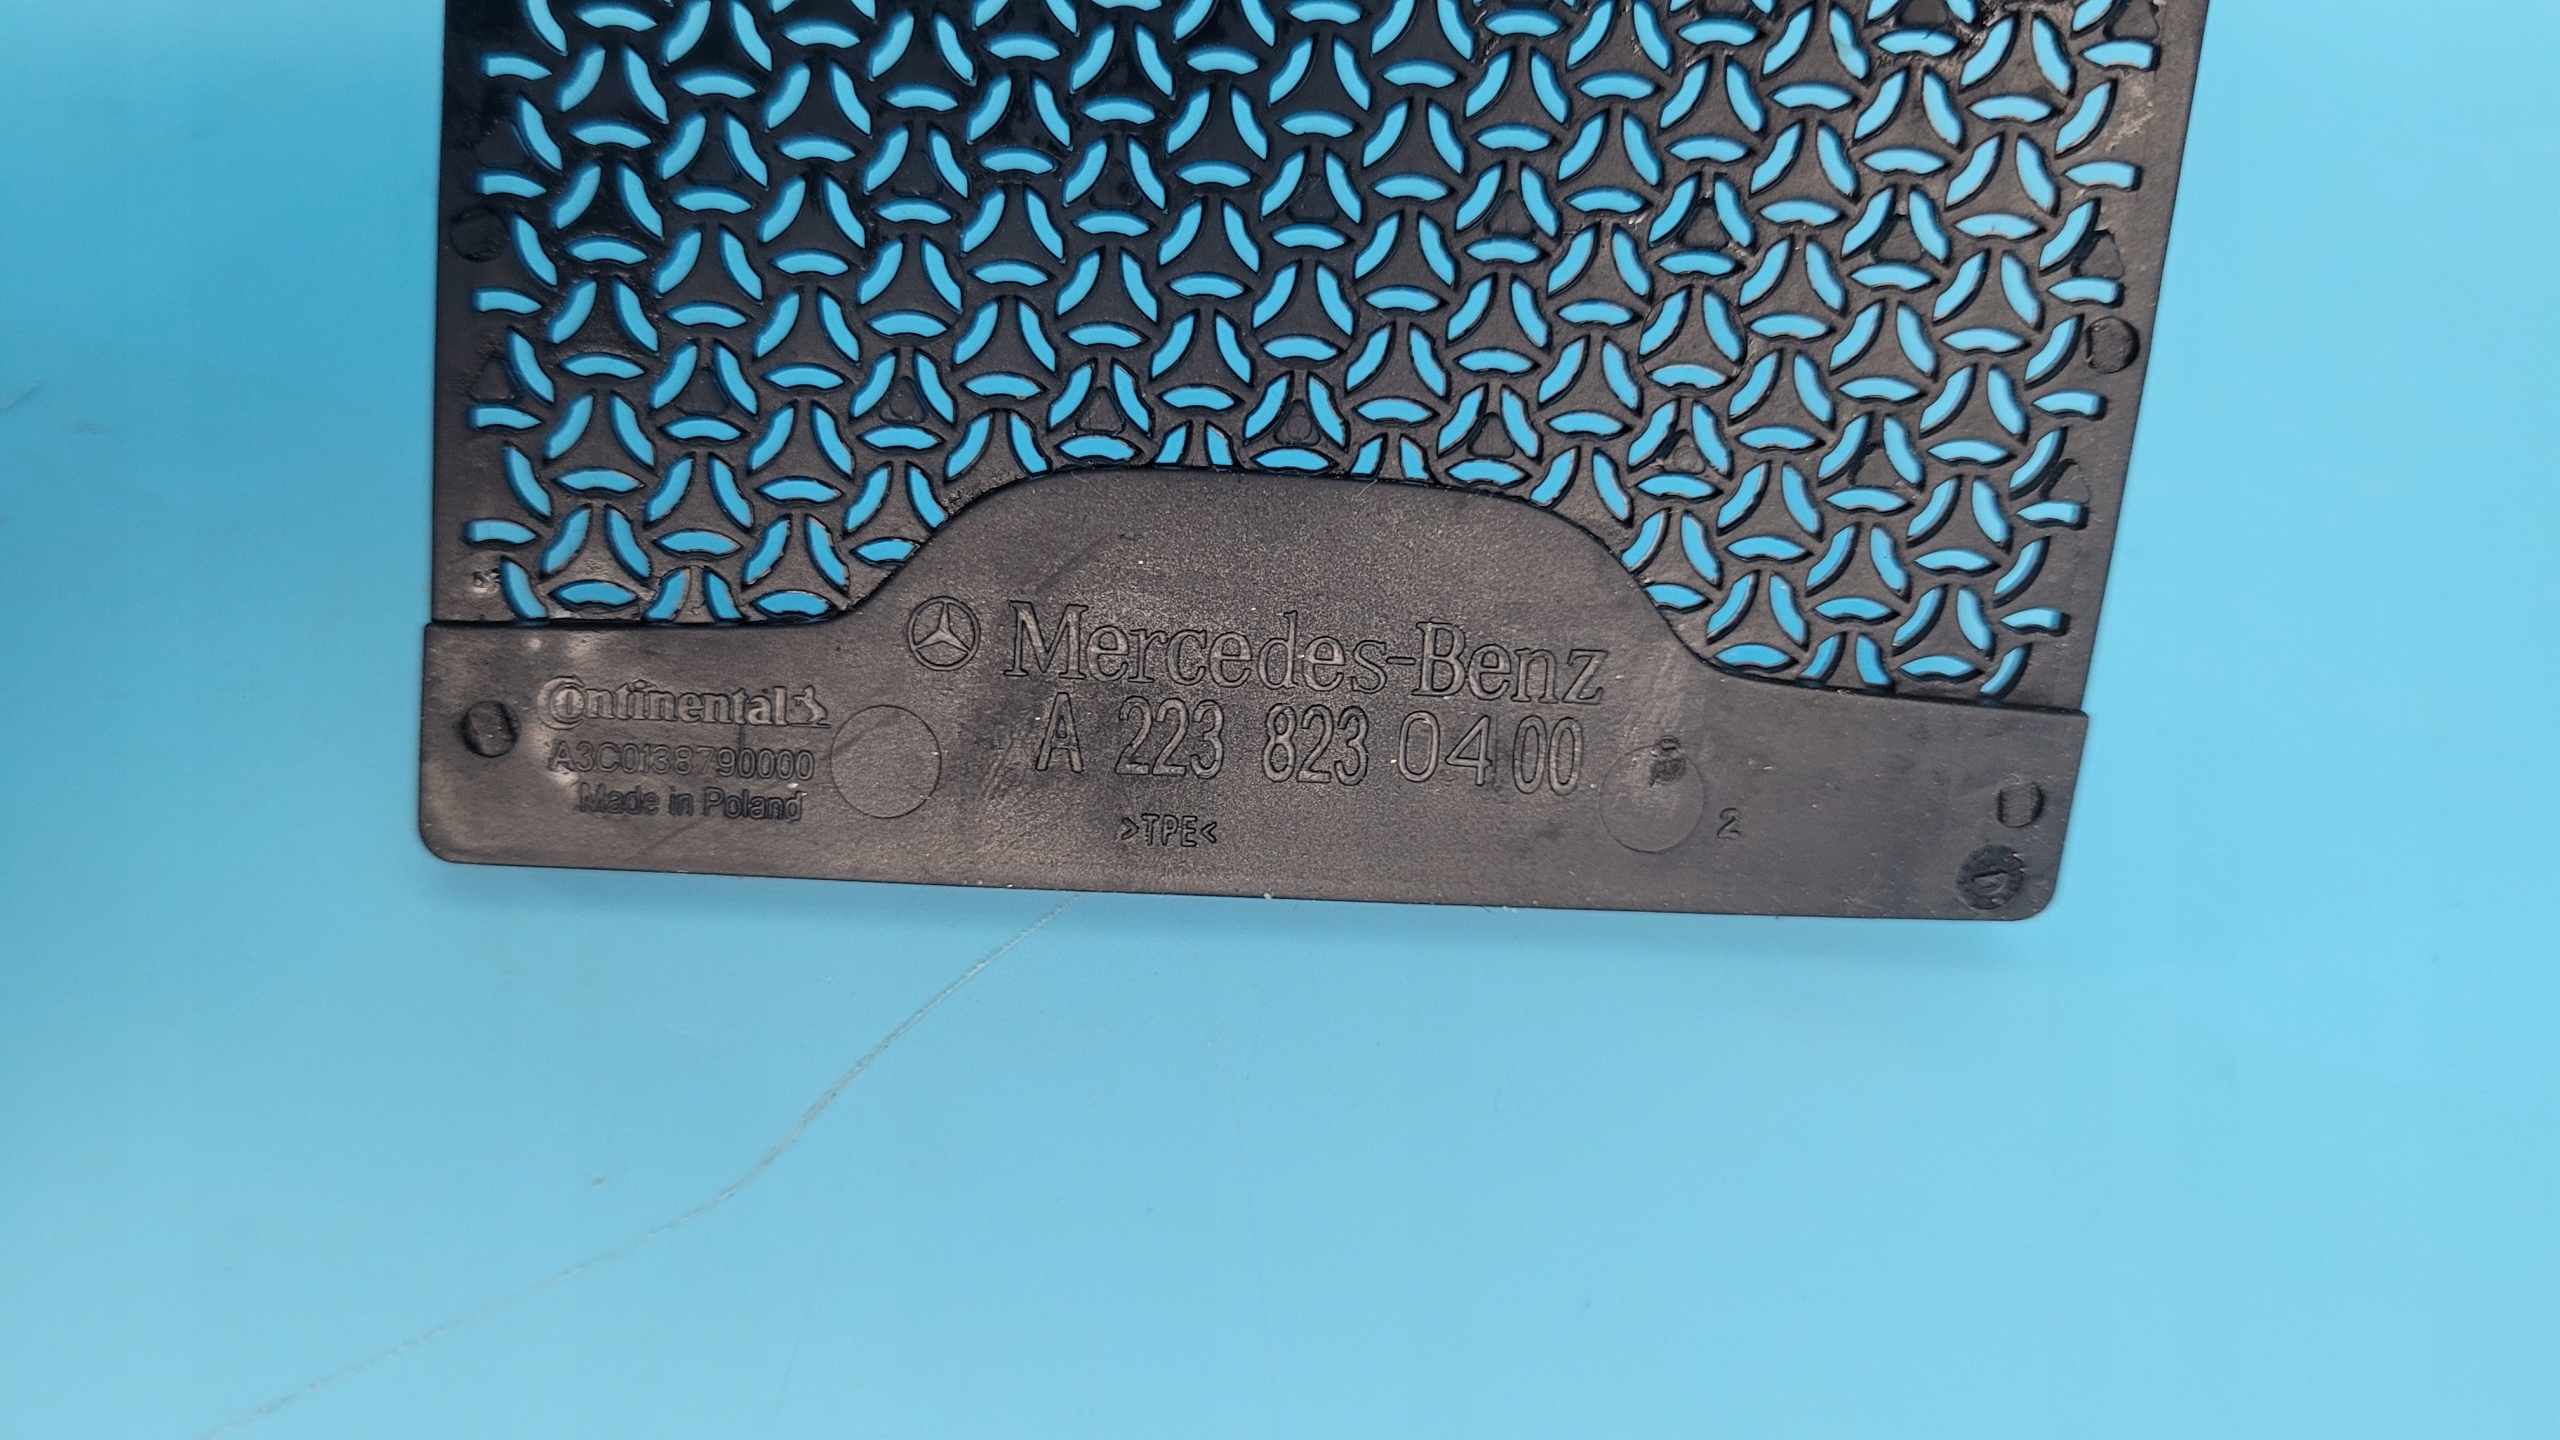 Mercedes-Benz
A 223 823 04 00
Continental
A3C0138790000
Made in Poland
>TPE<
2